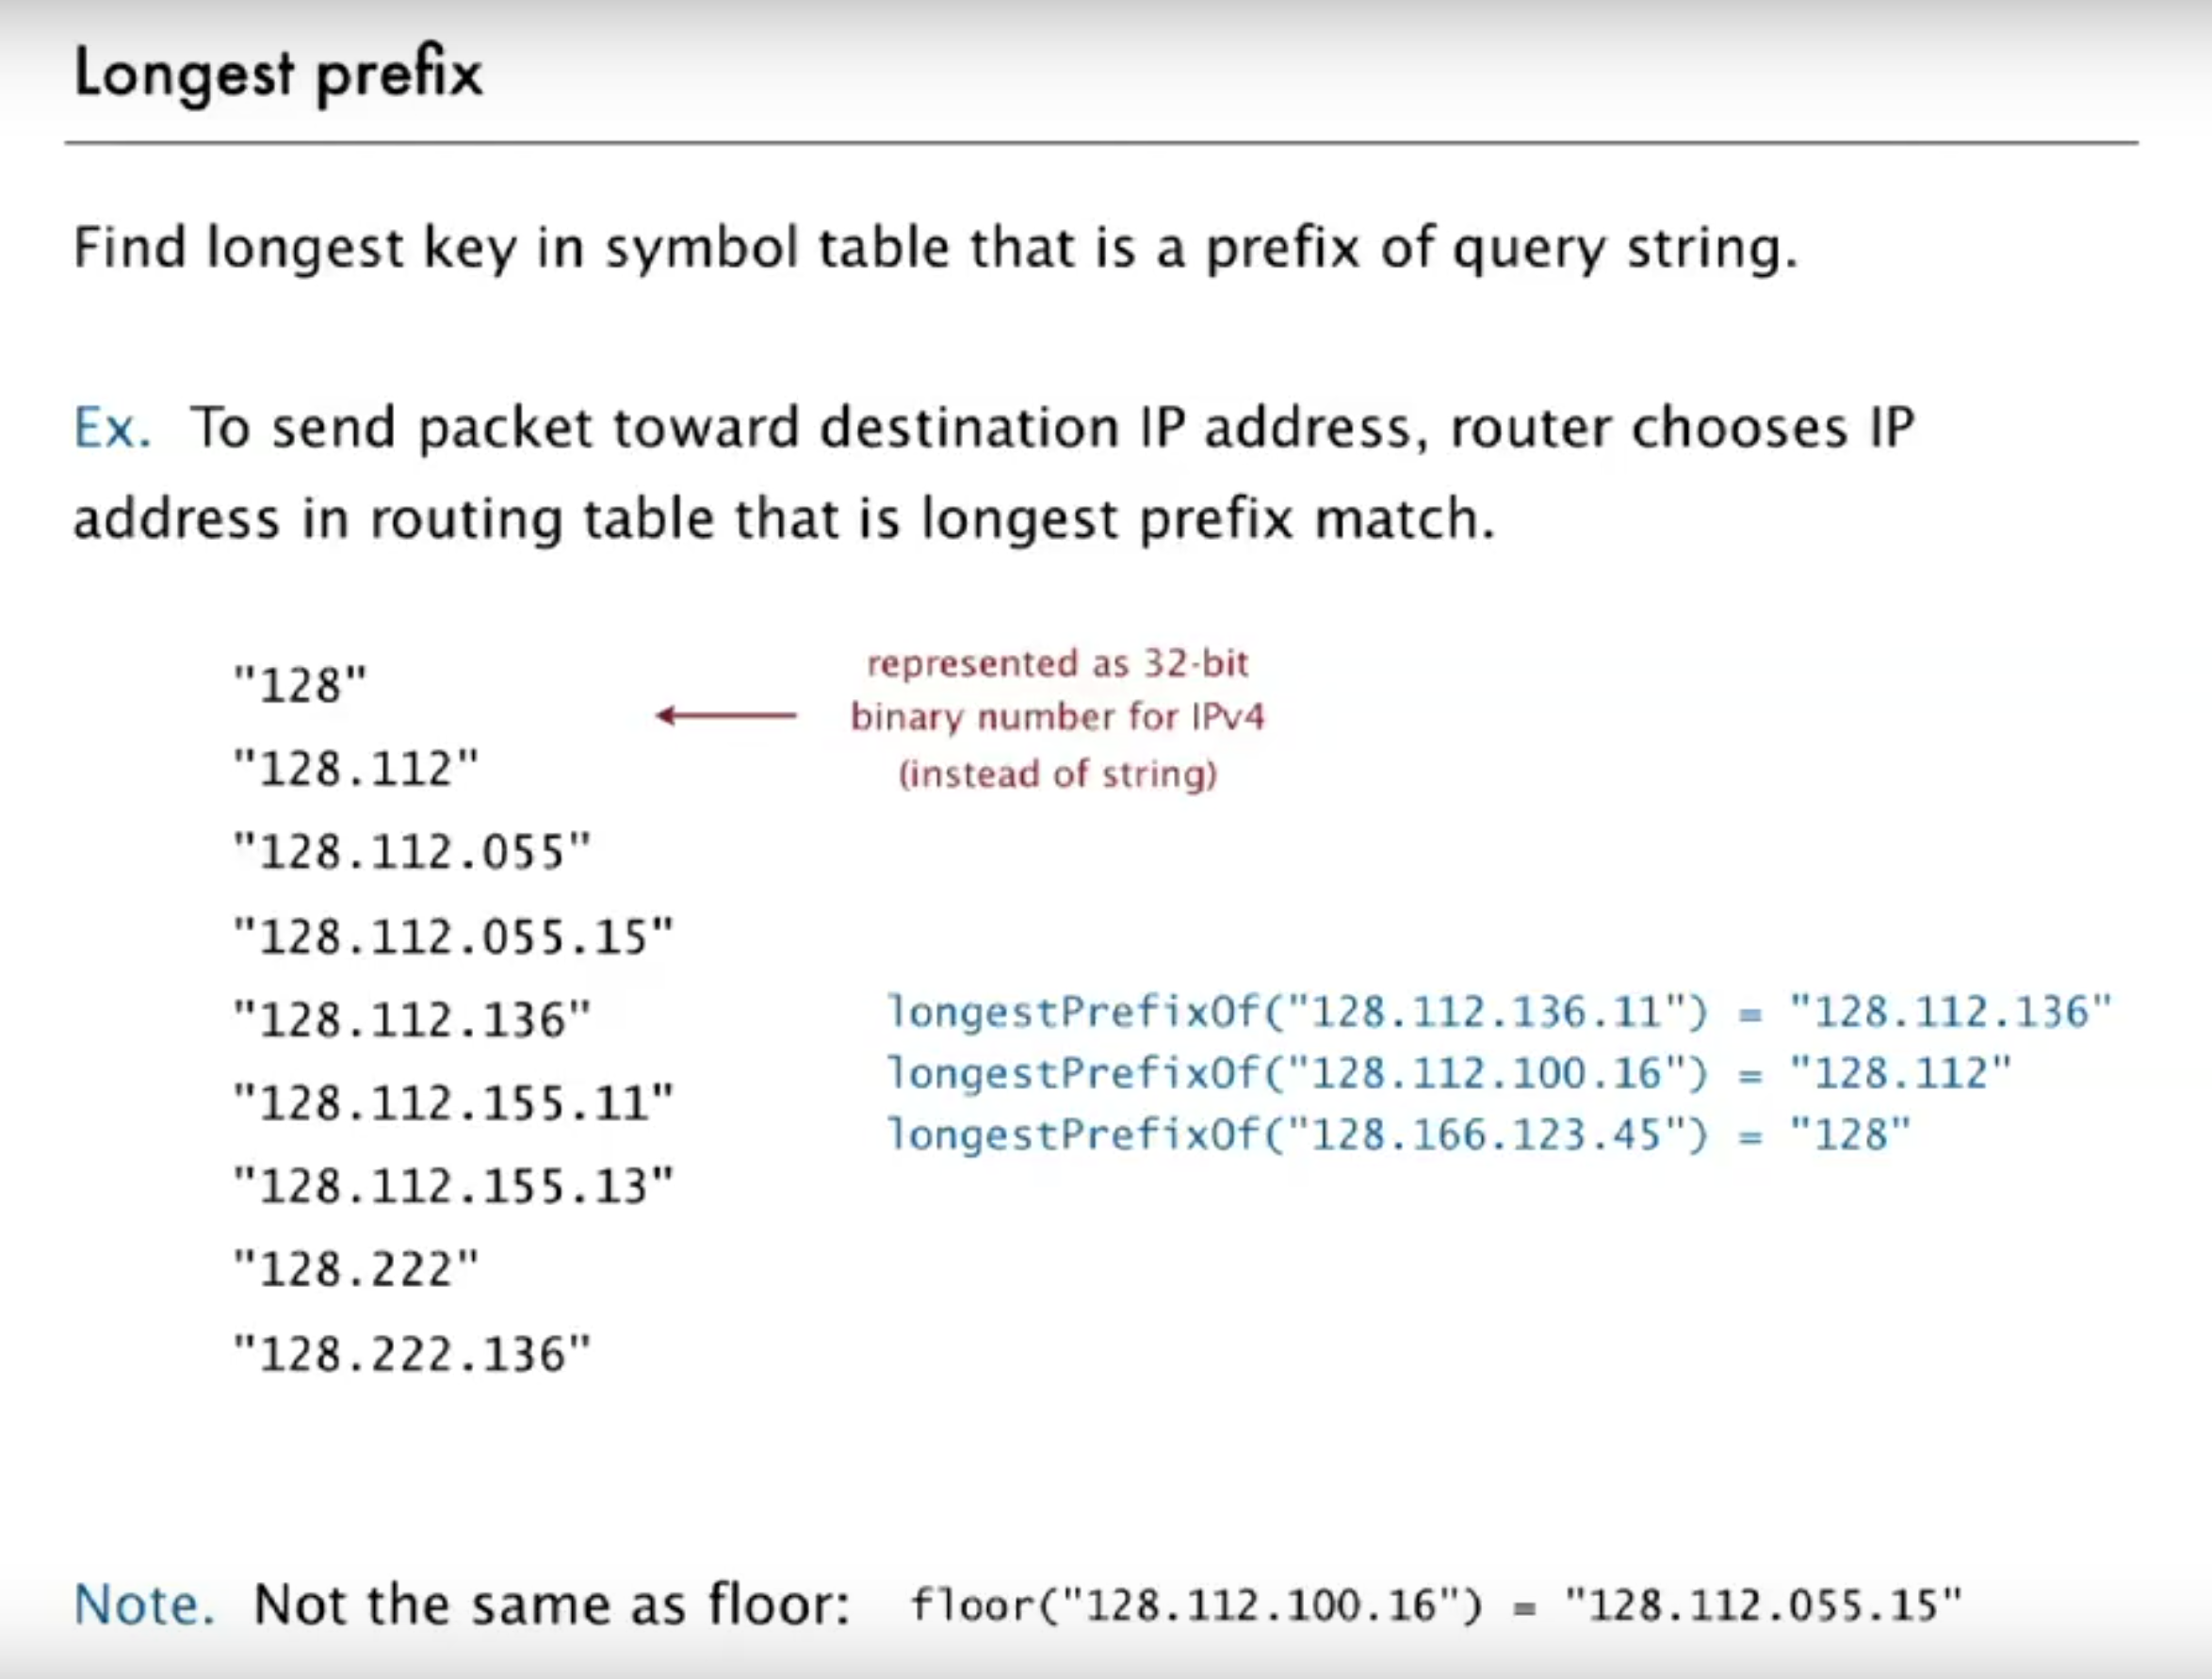 Longest prefix
Find longest key in symbol table that is a prefix of query string.
Ex. To send packet toward destination IP address, router chooses IP
address in routing table that is longest prefix match.
"128"
"128.112"
"128.112.055"
"128.112.055.15"
"128.112.136"
"128.112.155.11"
"128.112.155.13"
"128.222"
"128.222.136"
represented as 32-bit
binary number for IPv4
(instead of string)
longestPrefixOf("128.112.136.11") = "128.112.136"
longestPrefixOf("128.112.100.16") = "128.112"
longestPrefixOf("128.166.123.45") = "128"
Note. Not the same as floor: floor("128.112.100.16") = "128.112.055.15"